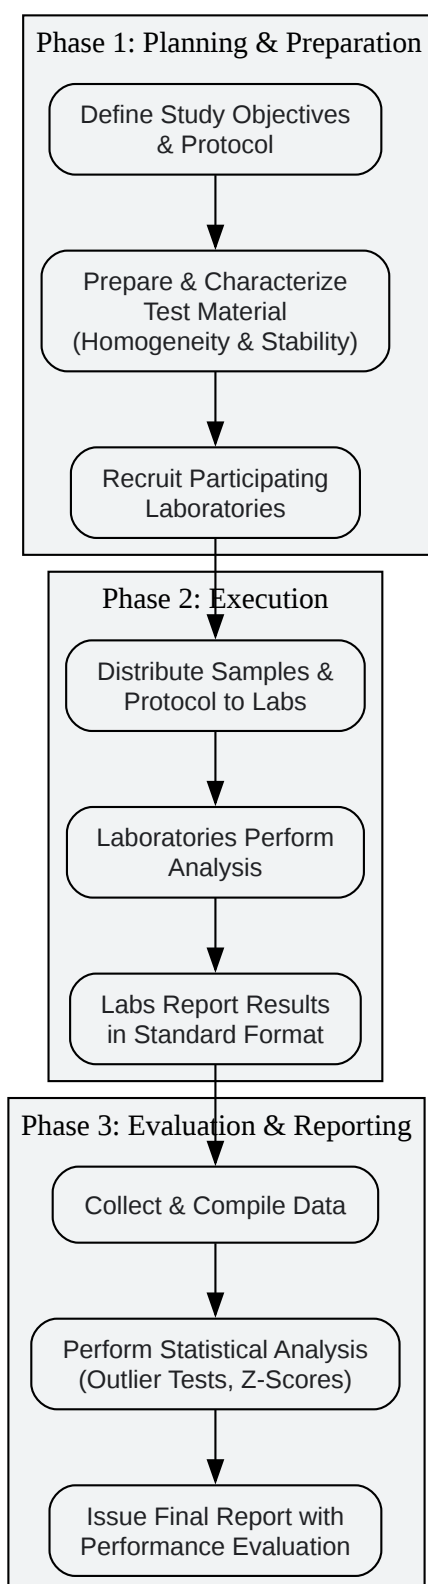 Phase 1: Planning & Preparation
Define Study Objectives
& Protocol
Prepare & Characterize
Test Material
(Homogeneity & Stability)
Recruit Participating
Laboratories
Phase 2: Execution
Distribute Samples &
Protocol to Labs
Laboratories Perform
Analysis
Labs Report Results
in Standard Format
Phase 3: Evaluation & Reporting
Collect & Compile Data
Perform Statistical Analysis
(Outlier Tests, Z-Scores)
Issue Final Report with
Performance Evaluation